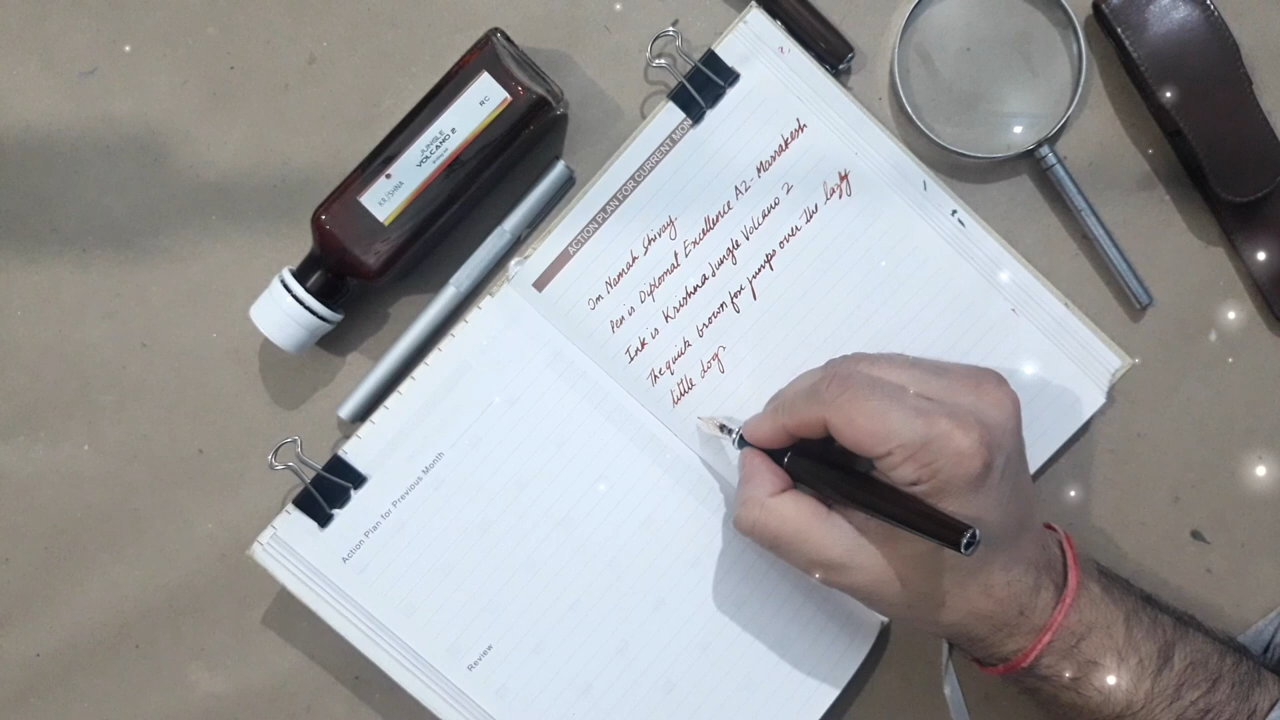 RC
JUNGLE
VOLCANO 2
KRISHNA
ACTION PLAN FOR CURRENT MON
Om Namah Shivay.
Pen is Diplomat Excellence A2- Marrakesh
Ink is Krishna Jungle Volcano 2
The quick brown fox jumps over the lazly
little dog
Action Plan for Previous Month
Review